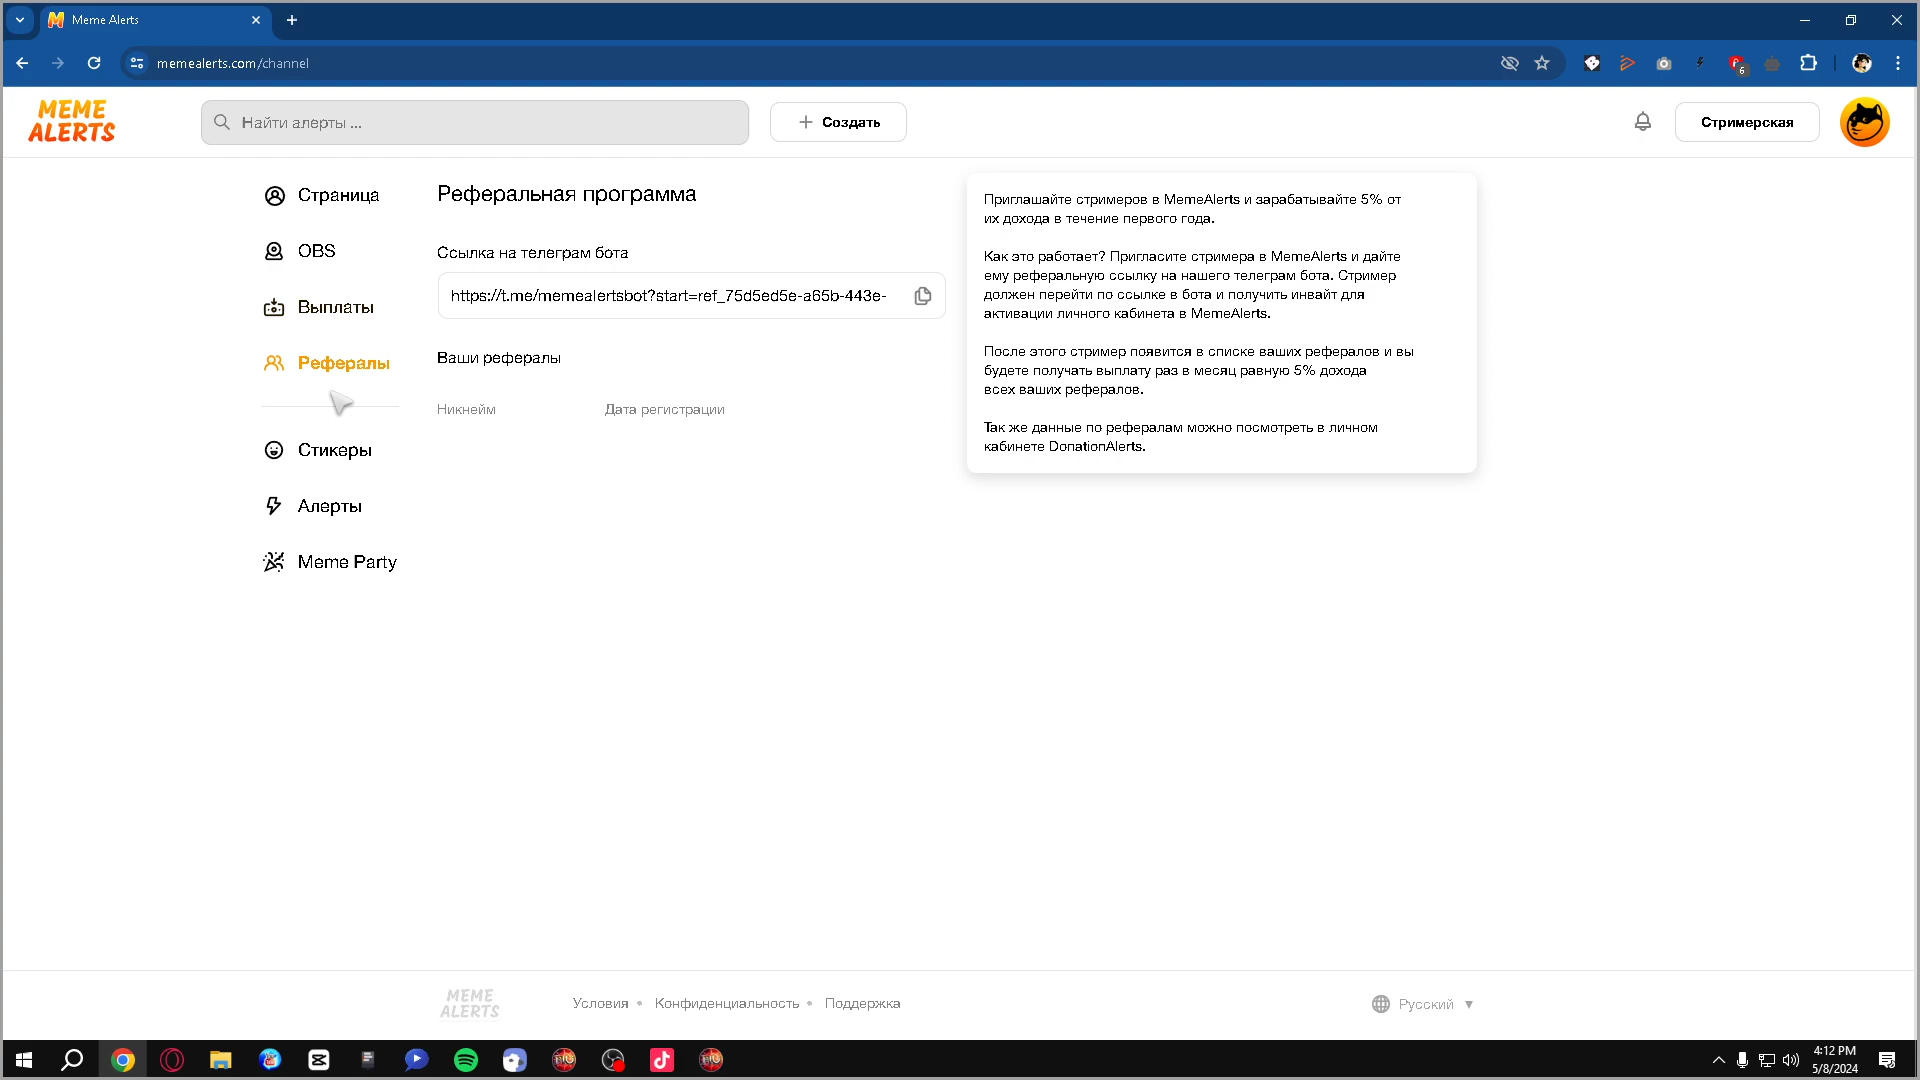 Meme Alerts
memealerts.com/channel
6
MEME
ALERTS
Найти алерты ...
Создать
Стримерская
Страница
OBS
Выплаты
Рефералы
Стикеры
Алерты
Meme Party
Реферальная программа
Ссылка на телеграм бота
https://t.me/memealertsbot?start=ref_75d5ed5e-a65b-443e-
Ваши рефералы
Никнейм Дата регистрации
Приглашайте стримеров в MemeAlerts и зарабатывайте 5% от
их дохода в течение первого года.
Как это работает? Пригласите стримера в MemeAlerts и дайте
ему реферальную ссылку на нашего телеграм бота. Стример
должен перейти по ссылке в бота и получить инвайт для
активации личного кабинета в MemeAlerts.
После этого стример появится в списке ваших рефералов и вы
будете получать выплату раз в месяц равную 5% дохода
всех ваших рефералов.
Так же данные по рефералам можно посмотреть в личном
кабинете DonationAlerts.
MEME
ALERTS
Условия • Конфиденциальность • Поддержка
Русский
4:12 PM
5/8/2024